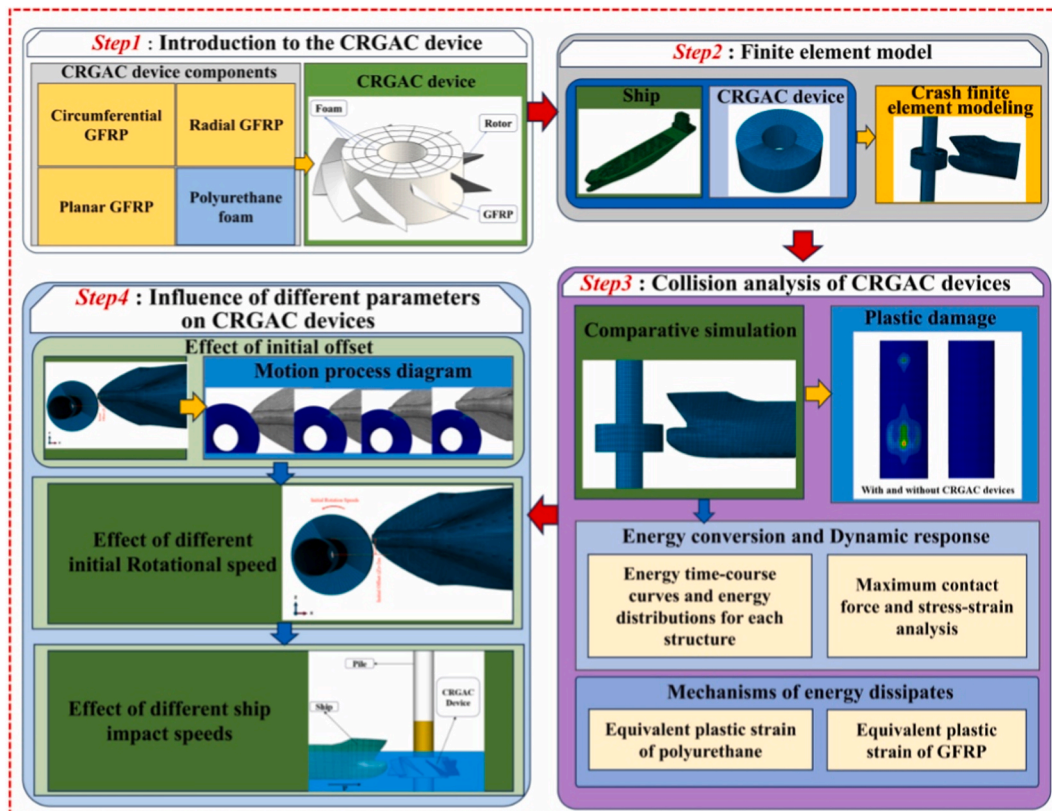 Step1 : Introduction to the CRGAC device
CRGAC device components
Circumferential
GFRP
Radial GFRP
Planar GFRP
Polyurethane
foam
CRGAC device
Foam
Rotor
GFRP
Step2 : Finite element model
Ship
CRGAC device
Crash finite
element modeling
Step3 : Collision analysis of CRGAC devices
Comparative simulation
Plastic damage
With and without CRGAC devices
Energy conversion and Dynamic response
Energy time-course
curves and energy
distributions for each
structure
Maximum contact
force and stress-strain
analysis
Mechanisms of energy dissipates
Equivalent plastic strain
of polyurethane
Equivalent plastic
strain of GFRP
Step4 : Influence of different parameters
on CRGAC devices
Effect of initial offset
Motion process diagram
Effect of different
initial Rotational speed
Initial Rotation Speeds
Effect of different ship
impact speeds
Pile
Ship
CRGAC
Device